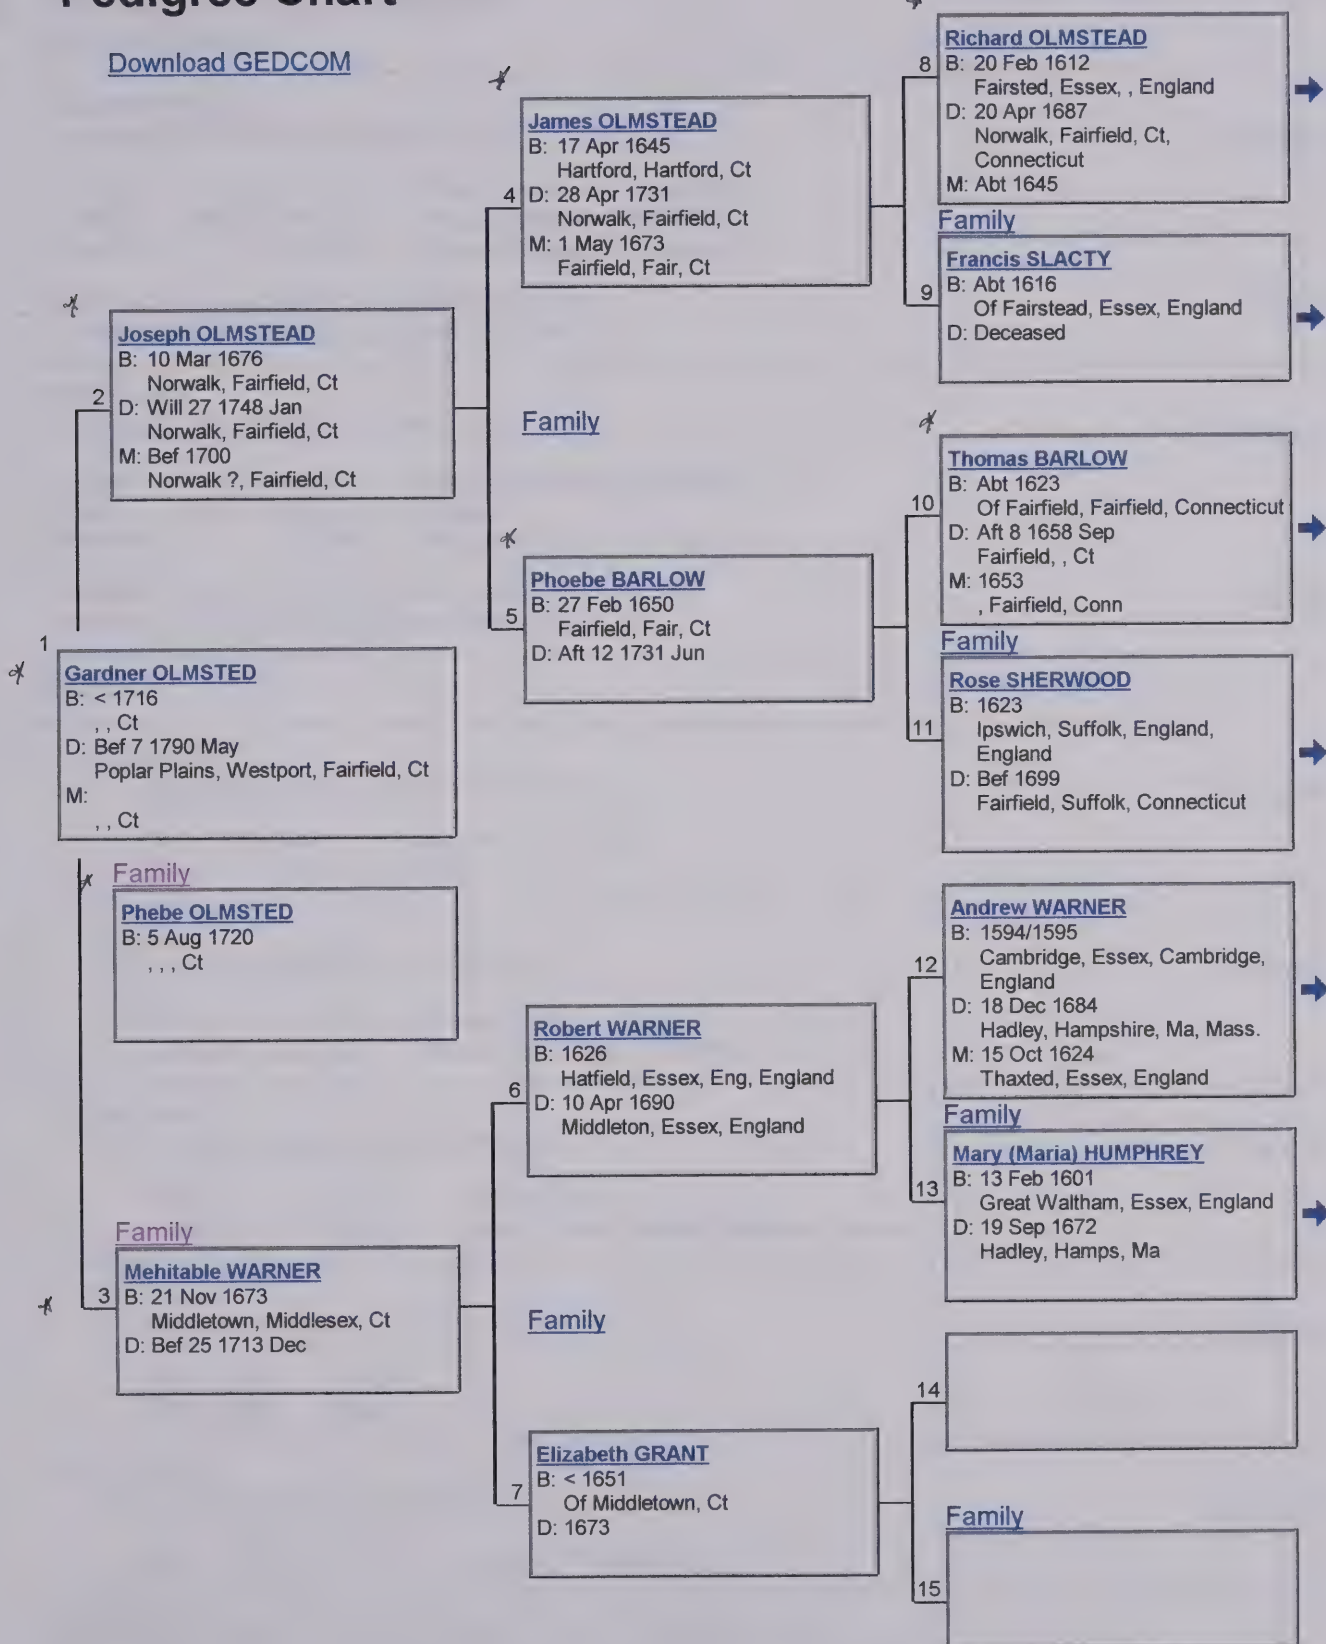 Pedigree Chart
Download GEDCOM
1
Gardner OLMSTED
B: < 1716
, , Ct
D: Bef 7 1790 May
Poplar Plains, Westport, Fairfield, Ct
M:
, , Ct
Family
Phebe OLMSTED
B: 5 Aug 1720
, , , Ct
2
Joseph OLMSTEAD
B: 10 Mar 1676
Norwalk, Fairfield, Ct
D: Will 27 1748 Jan
Norwalk, Fairfield, Ct
M: Bef 1700
Norwalk ?, Fairfield, Ct
Family
3
Mehitable WARNER
B: 21 Nov 1673
Middletown, Middlesex, Ct
D: Bef 25 1713 Dec
4
James OLMSTEAD
B: 17 Apr 1645
Hartford, Hartford, Ct
D: 28 Apr 1731
Norwalk, Fairfield, Ct
M: 1 May 1673
Fairfield, Fair, Ct
Family
5
Phoebe BARLOW
B: 27 Feb 1650
Fairfield, Fair, Ct
D: Aft 12 1731 Jun
6
Robert WARNER
B: 1626
Hatfield, Essex, Eng, England
D: 10 Apr 1690
Middleton, Essex, England
Family
7
Elizabeth GRANT
B: < 1651
Of Middletown, Ct
D: 1673
8
Richard OLMSTEAD
B: 20 Feb 1612
Fairsted, Essex, , England
D: 20 Apr 1687
Norwalk, Fairfield, Ct,
Connecticut
M: Abt 1645
Family
9
Francis SLACTY
B: Abt 1616
Of Fairstead, Essex, England
D: Deceased
10
Thomas BARLOW
B: Abt 1623
Of Fairfield, Fairfield, Connecticut
D: Aft 8 1658 Sep
Fairfield, , Ct
M: 1653
, Fairfield, Conn
Family
11
Rose SHERWOOD
B: 1623
Ipswich, Suffolk, England,
England
D: Bef 1699
Fairfield, Suffolk, Connecticut
12
Andrew WARNER
B: 1594/1595
Cambridge, Essex, Cambridge,
England
D: 18 Dec 1684
Hadley, Hampshire, Ma, Mass.
M: 15 Oct 1624
Thaxted, Essex, England
Family
13
Mary (Maria) HUMPHREY
B: 13 Feb 1601
Great Waltham, Essex, England
D: 19 Sep 1672
Hadley, Hamps, Ma
14
Family
15